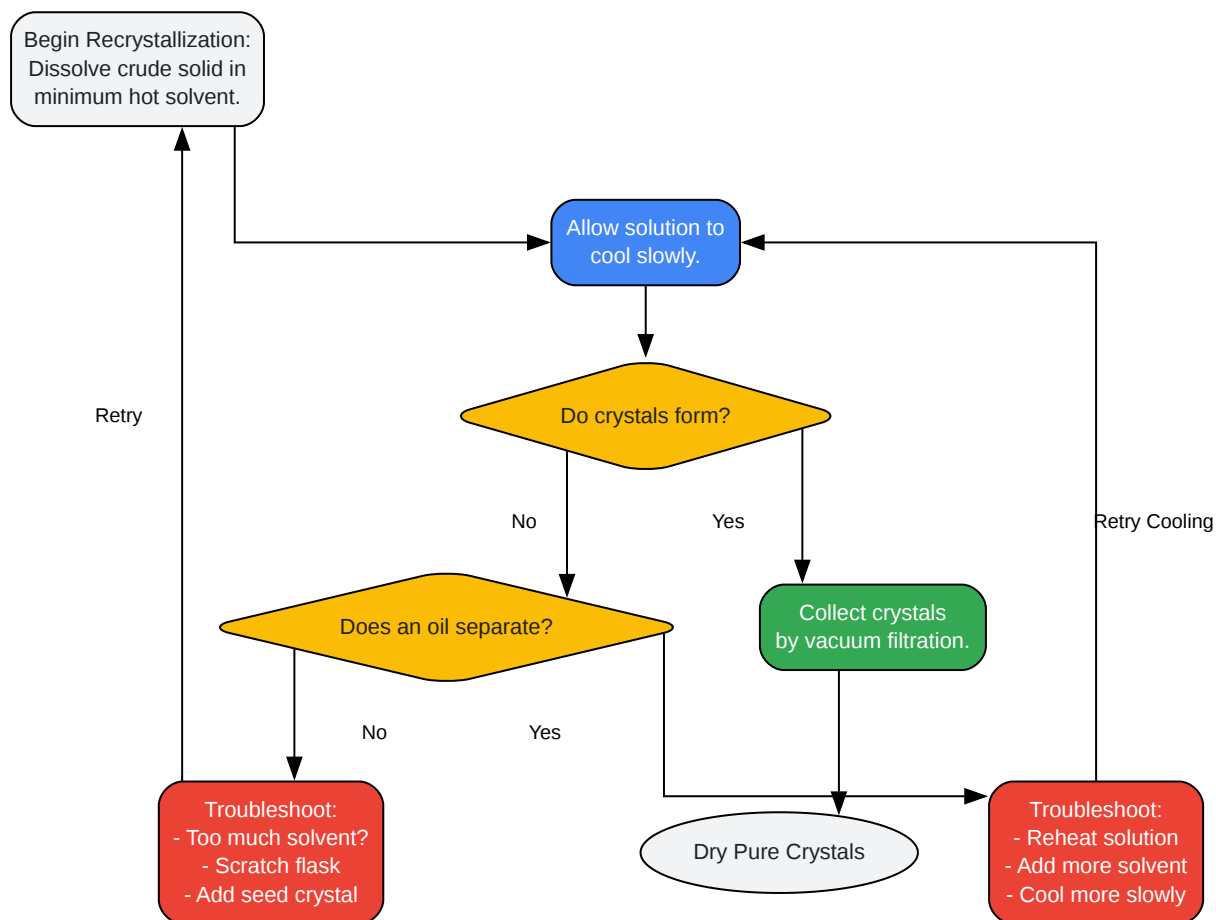 Begin Recrystallization:
Dissolve crude solid in
minimum hot solvent.
Allow solution to
cool slowly.
Do crystals form?
Retry
No
Yes
Retry Cooling
Does an oil separate?
Collect crystals
by vacuum filtration.
No
Yes
Troubleshoot:
- Too much solvent?
- Scratch flask
- Add seed crystal
Dry Pure Crystals
Troubleshoot:
- Reheat solution
- Add more solvent
- Cool more slowly